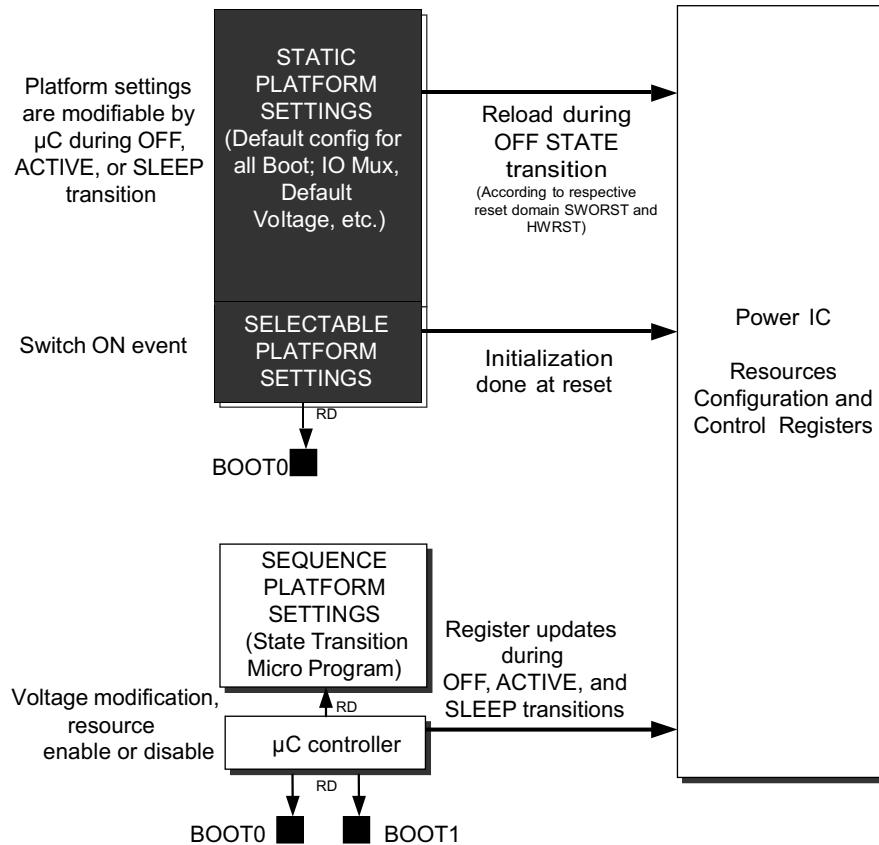 Platform settings
are modifiable by
µC during OFF,
ACTIVE, or SLEEP
transition
STATIC
PLATFORM
SETTINGS
(Default config for
all Boot; IO Mux,
Default
Voltage, etc.)
Reload during
OFF STATE
transition
(According to respective
reset domain SWORST and
HWRST)
Switch ON event
SELECTABLE
PLATFORM
SETTINGS
Initialization
done at reset
Power IC
Resources
Configuration and
Control Registers
RD
BOOT0
SEQUENCE
PLATFORM
SETTINGS
(State Transition
Micro Program)
Register updates
during
OFF, ACTIVE, and
SLEEP transitions
Voltage modification,
resource
enable or disable
RD
µC controller
RD
BOOT0
BOOT1